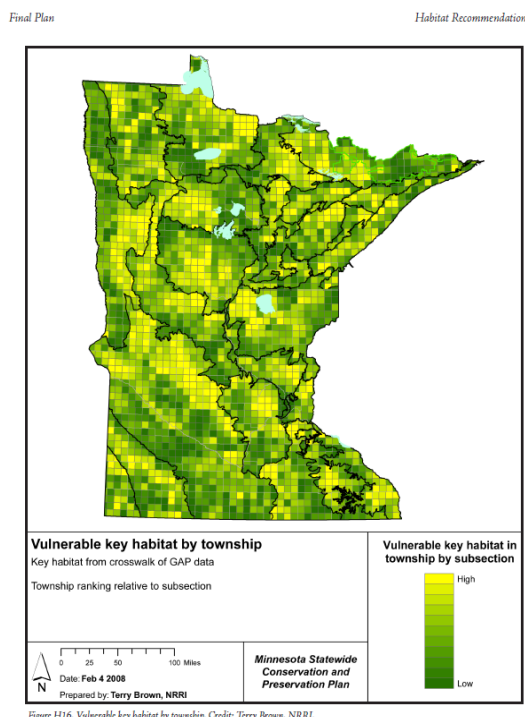 Final Plan
Habitat Recommendation
Vulnerable key habitat by township
Key habitat from crosswalk of GAP data
Township ranking relative to subsection
Vulnerable key habitat in
township by subsection
High
Low
0 25 50 100 Miles
Date: Feb 4 2008
Prepared by: Terry Brown, NRRI
N
Minnesota Statewide
Conservation and
Preservation Plan
Figure H16. Vulnerable key habitat by township. Credit: Terry Brown, NRRI.